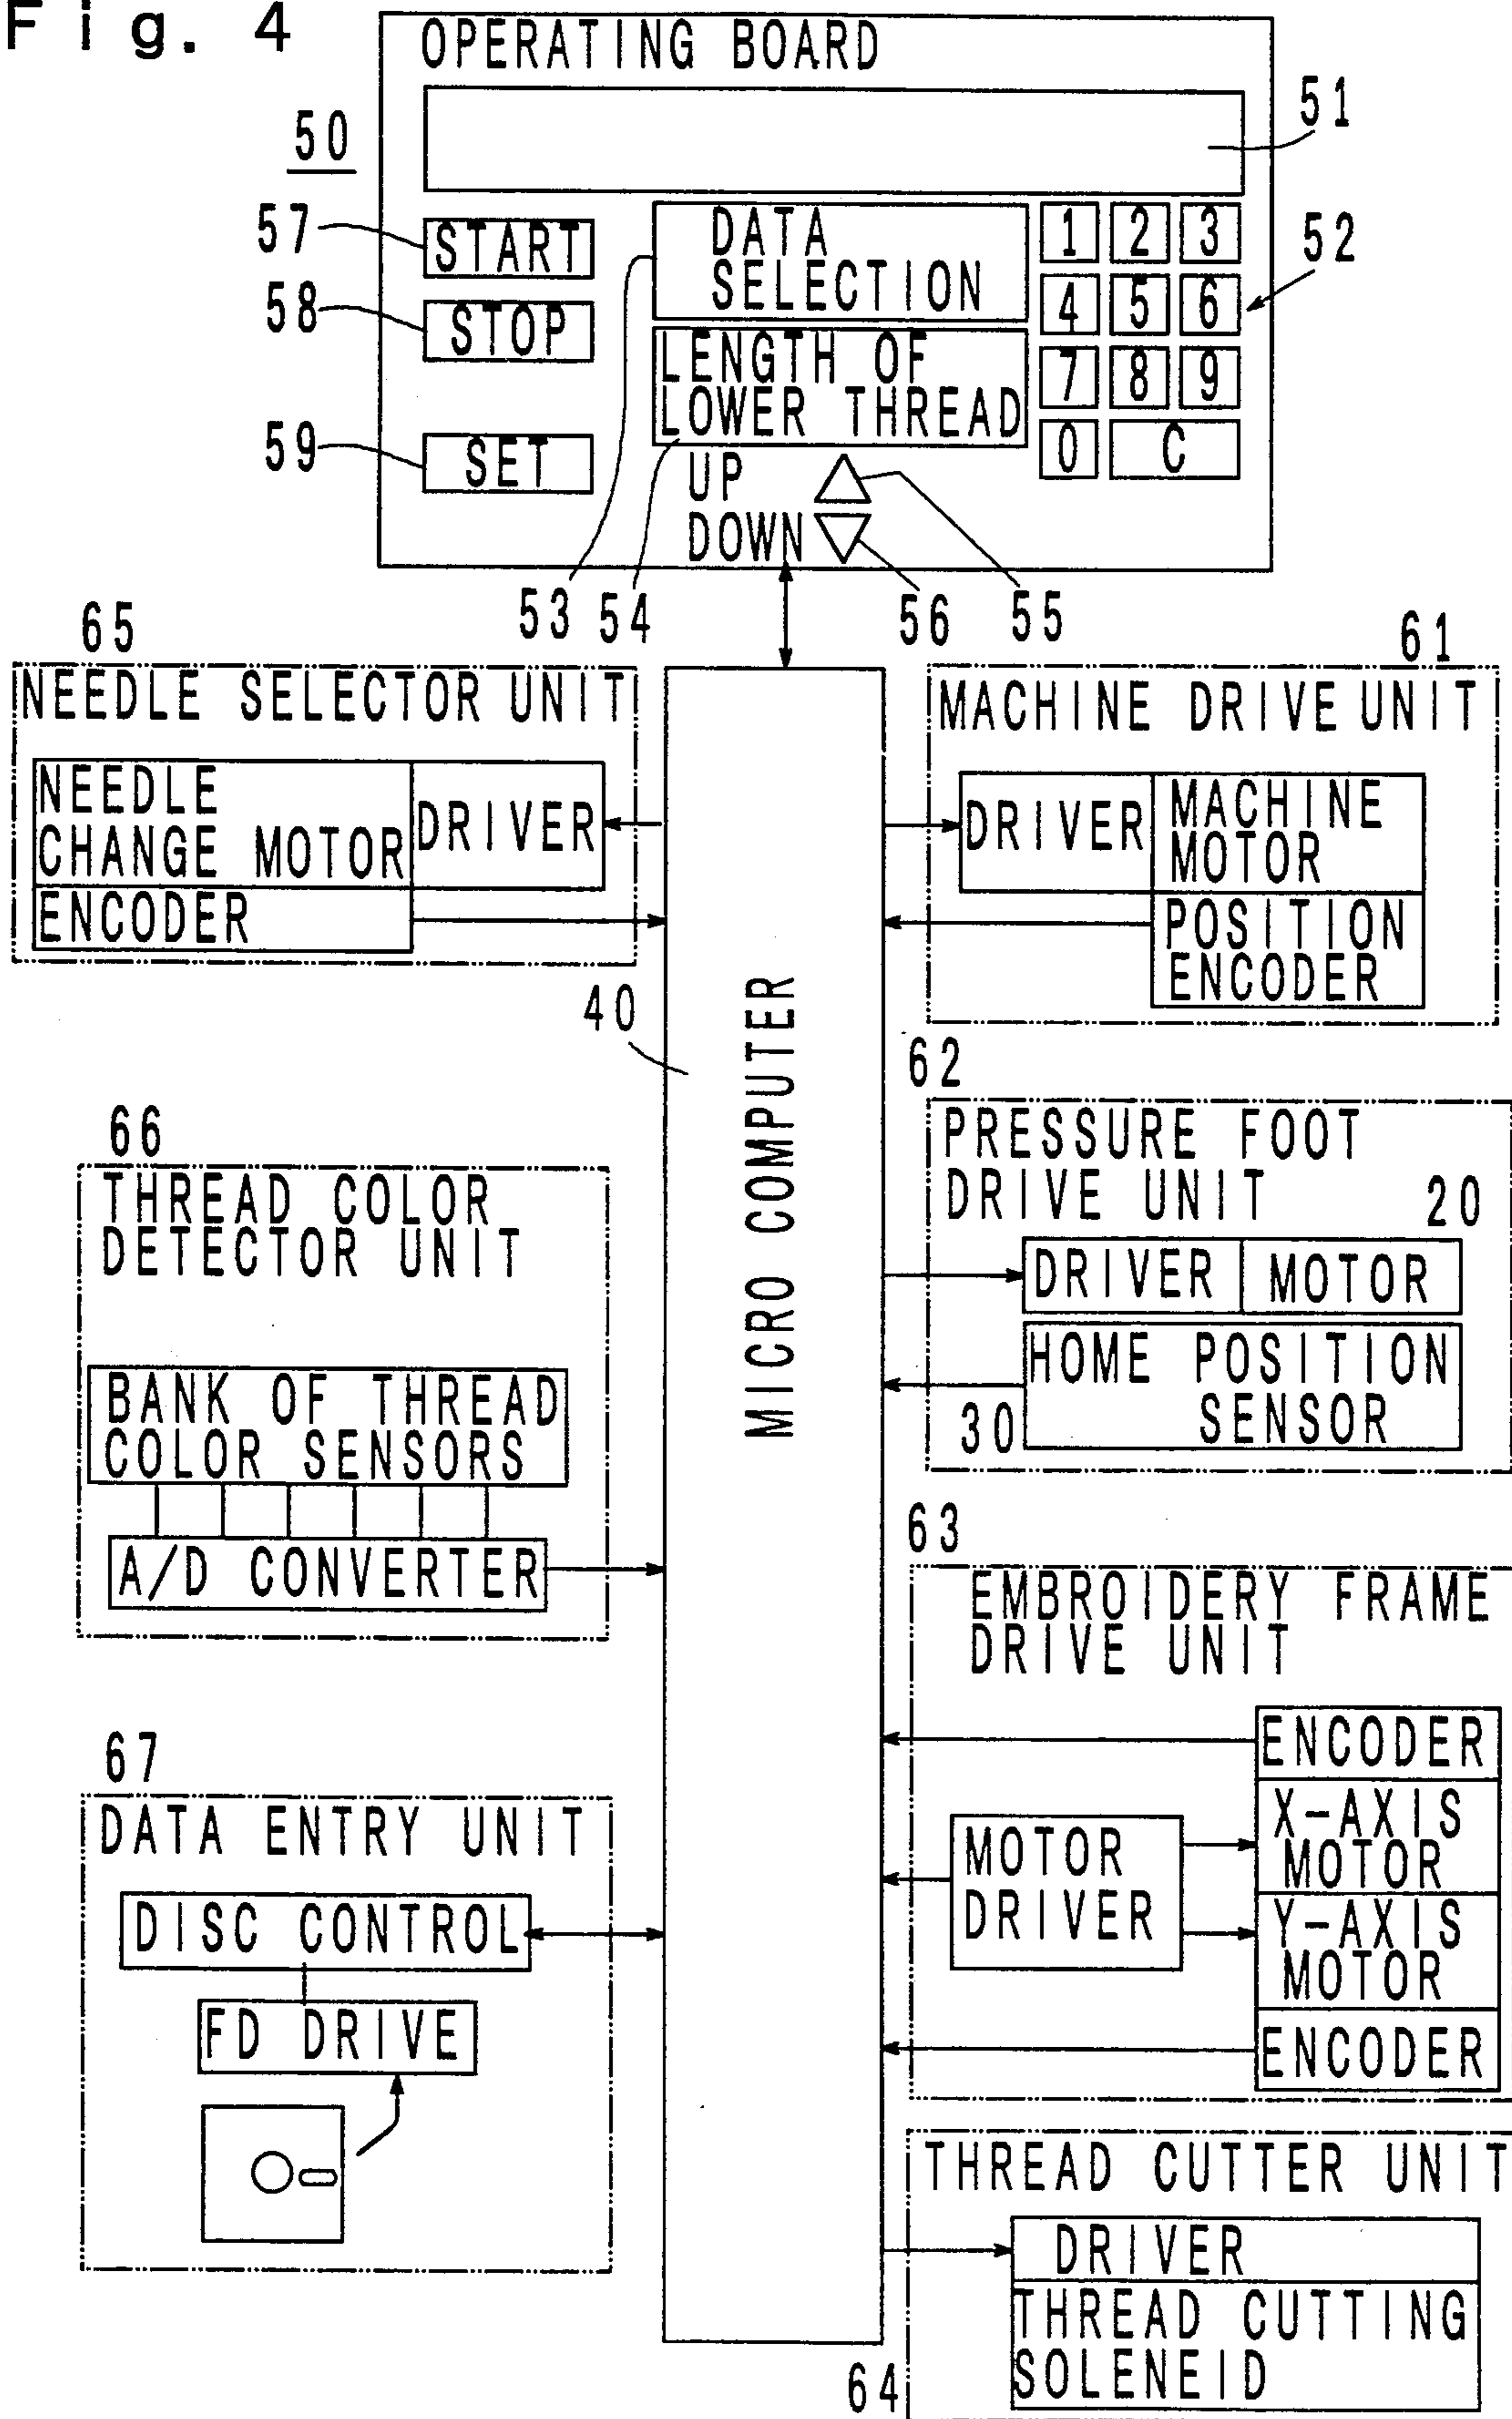 Fig. 4
OPERATING BOARD
50
51
57
START
DATA
SELECTION
1 2 3
52
58
STOP
4 5 6
LENGTH OF
LOWER THREAD
7 8 9
59
SET
0 C
UP
DOWN
53
54
56
55
65
NEEDLE SELECTOR UNIT
NEEDLE
CHANGE MOTOR
DRIVER
ENCODER
61
MACHINE DRIVE UNIT
DRIVER
MACHINE
MOTOR
POSITION
ENCODER
40
MICRO COMPUTER
62
PRESSURE FOOT
DRIVE UNIT
20
DRIVER
MOTOR
HOME POSITION
SENSOR
30
66
THREAD COLOR
DETECTOR UNIT
BANK OF THREAD
COLOR SENSORS
A/D CONVERTER
63
EMBROIDERY FRAME
DRIVE UNIT
ENCODER
X-AXIS
MOTOR
MOTOR
DRIVER
Y-AXIS
MOTOR
ENCODER
67
DATA ENTRY UNIT
DISC CONTROL
FD DRIVE
THREAD CUTTER UNIT
DRIVER
THREAD CUTTING
SOLENEID
64